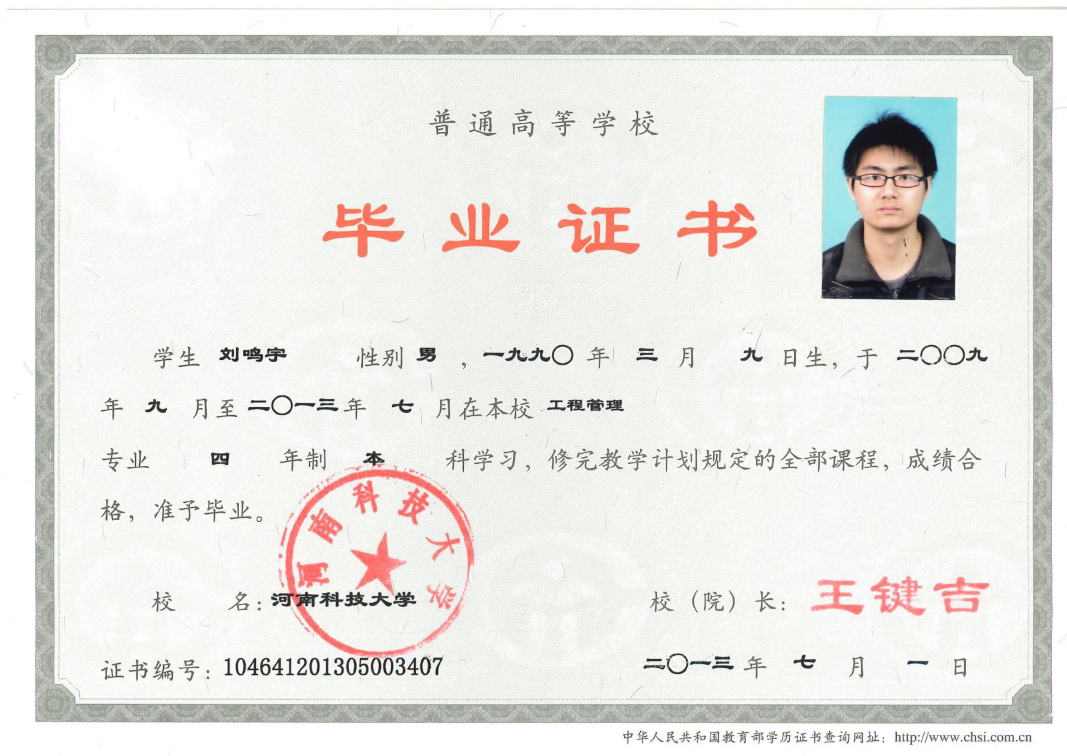 普通高等学校
毕业证书
学生 刘鸣宇 性别 男 ，一九九〇 年 三 月 九 日生，于 二〇〇九
年 九 月至 二〇一三 年 七 月在本校 工程管理
专业 四 年制 本 科学习，修完教学计划规定的全部课程，成绩合
格，准予毕业。
河南科技大学
校 名：河南科技大学 校（院）长：王键吉
证书编号：104641201305003407 二〇一三 年 七 月 一 日
中华人民共和国教育部学历证书查询网址：http://www.chsi.com.cn